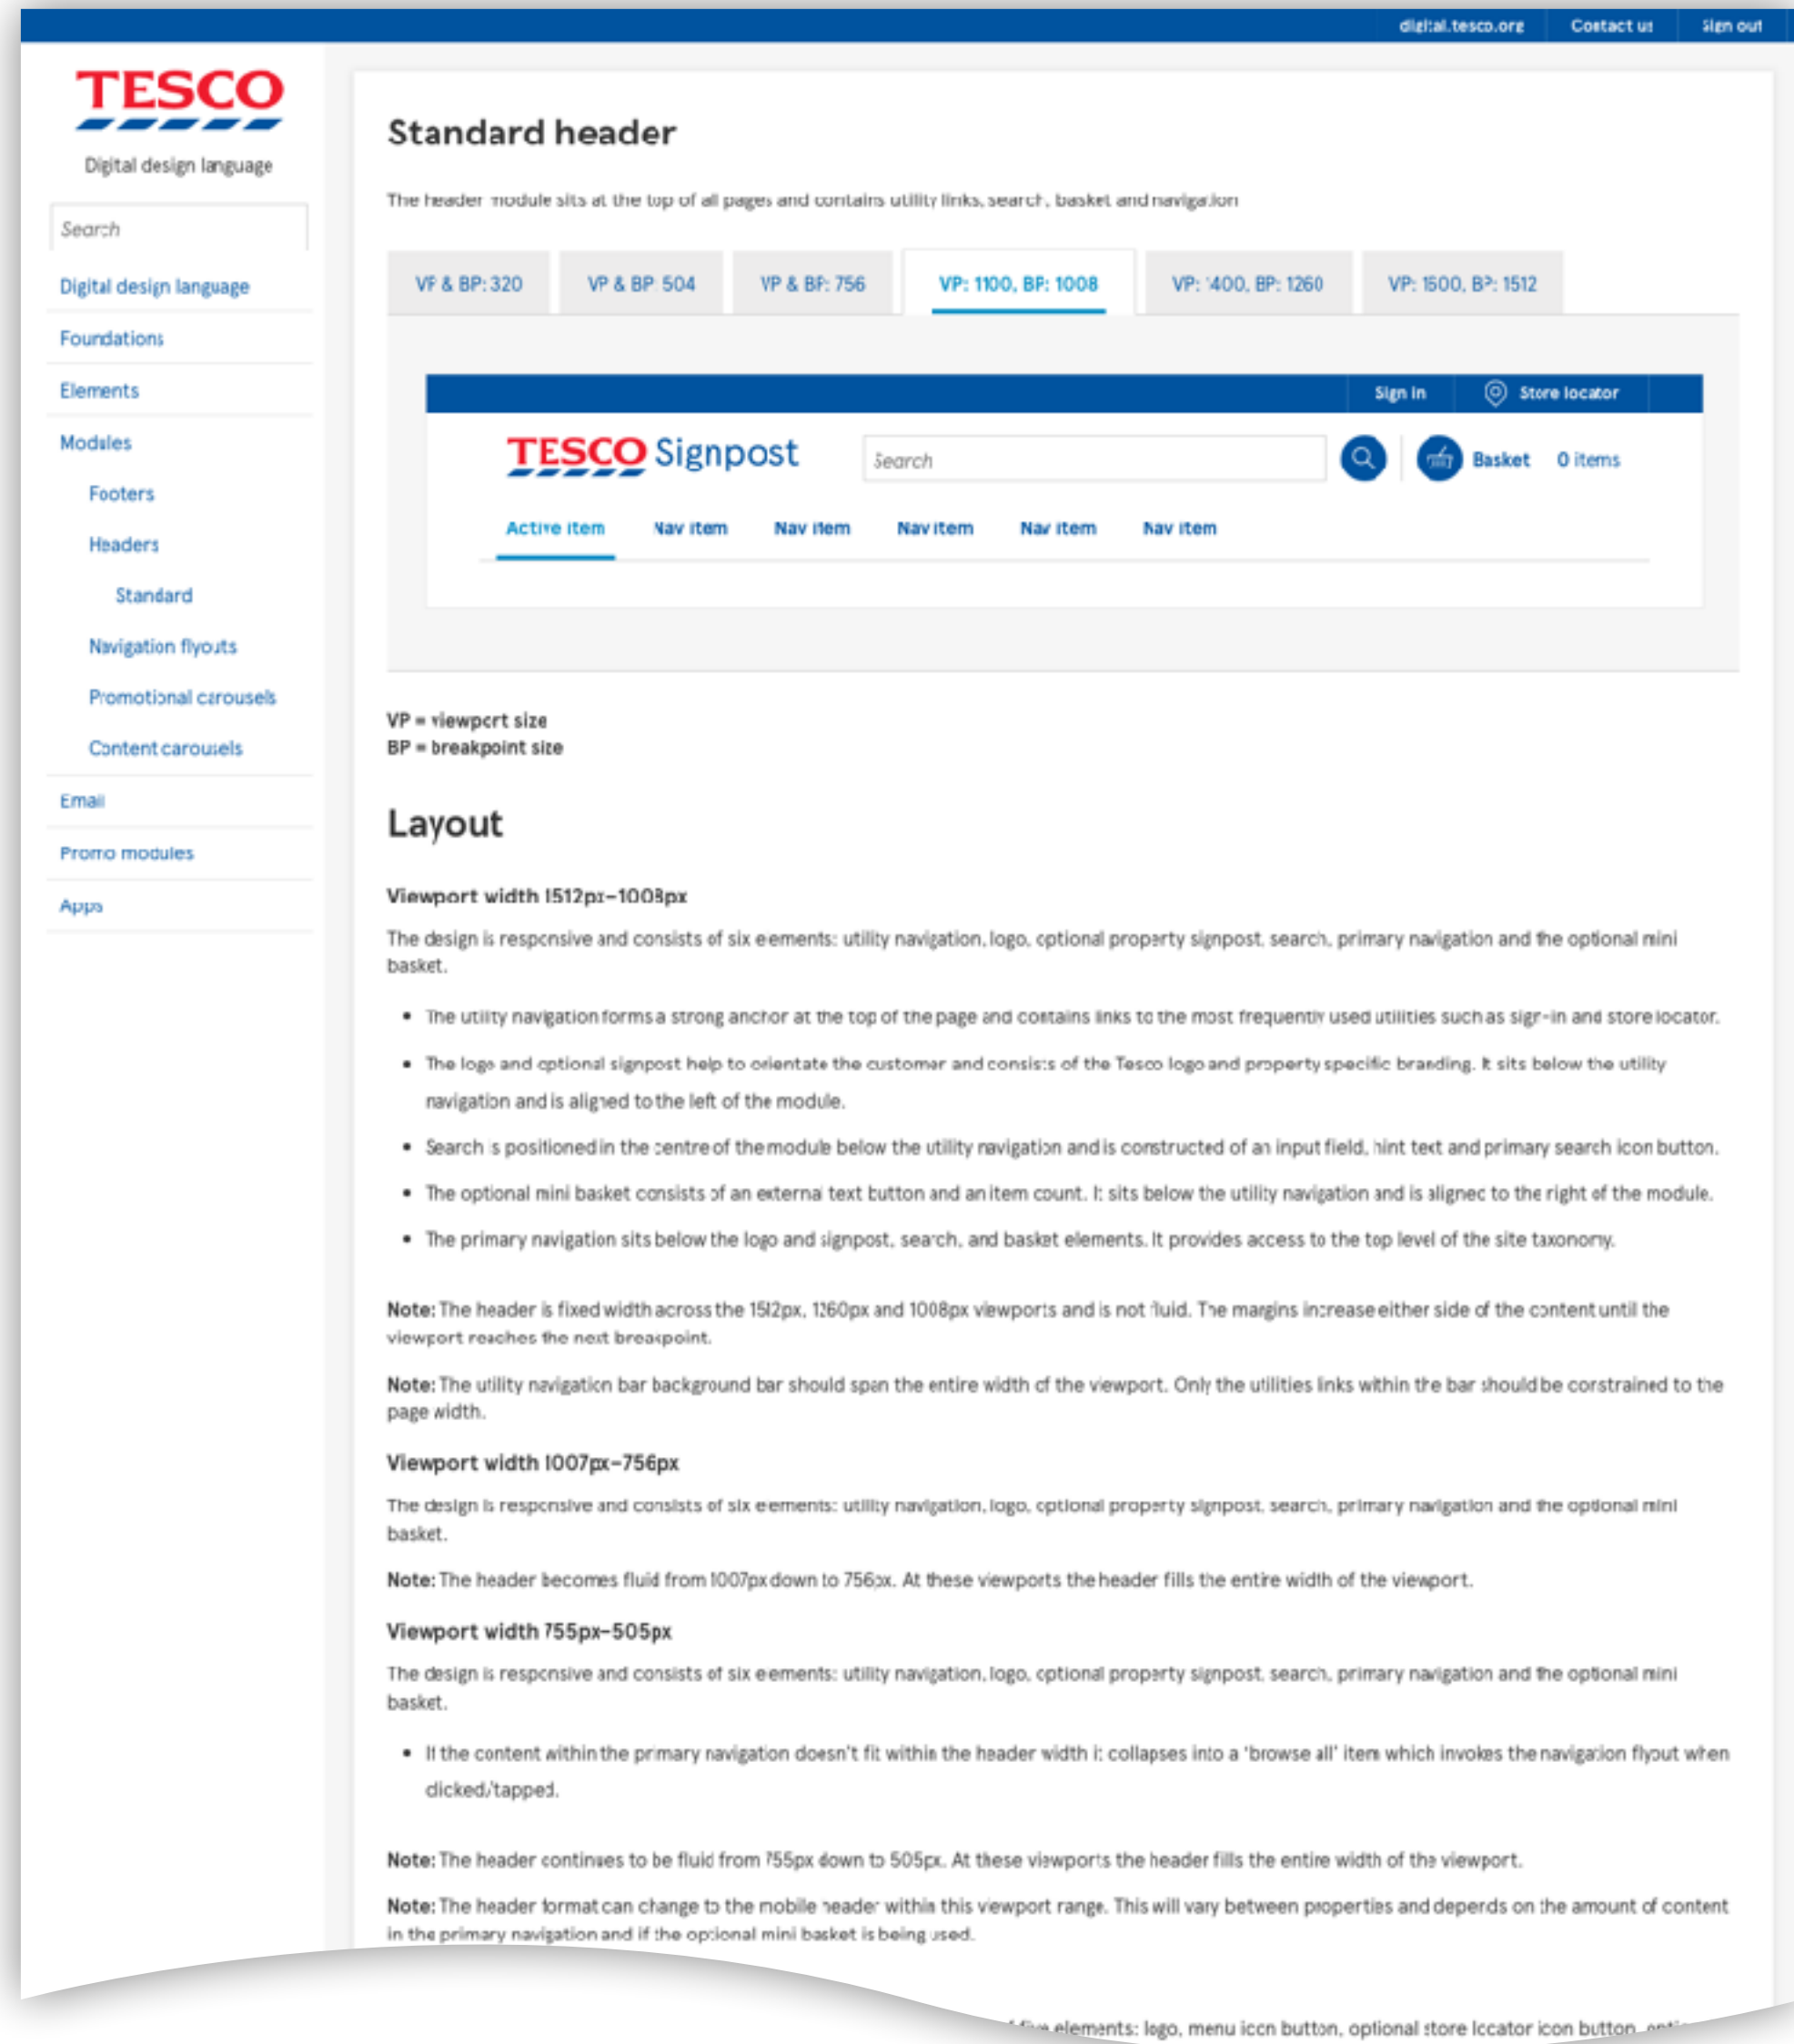 digital.tesco.org Contact us Sign out
TESCO
Digital design language
Search
Digital design language
Foundations
Elements
Modules
Footers
Headers
Standard
Navigation flyouts
Promotional carousels
Content carousels
Email
Promo modules
Apps
Standard header
The header module sits at the top of all pages and contains utility links, search, basket and navigation
VP & BP: 320 VP & BP: 504 VP & BP: 756 VP: 1100, BP: 1008 VP: 1400, BP: 1260 VP: 1600, BP: 1512
Sign in Store locator
TESCO Signpost Search Basket 0 items
Active item Nav item Nav item Nav item Nav item Nav item
VP = viewport size
BP = breakpoint size
Layout
Viewport width 1512px–1008px
The design is responsive and consists of six elements: utility navigation, logo, optional property signpost, search, primary navigation and the optional mini
basket.
• The utility navigation forms a strong anchor at the top of the page and contains links to the most frequently used utilities such as sign-in and store locator.
• The logo and optional signpost help to orientate the customer and consists of the Tesco logo and property specific branding. It sits below the utility
navigation and is aligned to the left of the module.
• Search is positioned in the centre of the module below the utility navigation and is constructed of an input field, hint text and primary search icon button.
• The optional mini basket consists of an external text button and an item count. It sits below the utility navigation and is aligned to the right of the module.
• The primary navigation sits below the logo and signpost, search, and basket elements. It provides access to the top level of the site taxonomy.
Note: The header is fixed width across the 1512px, 1260px and 1008px viewports and is not fluid. The margins increase either side of the content until the
viewport reaches the next breakpoint.
Note: The utility navigation bar background bar should span the entire width of the viewport. Only the utilities links within the bar should be constrained to the
page width.
Viewport width 1007px–756px
The design is responsive and consists of six elements: utility navigation, logo, optional property signpost, search, primary navigation and the optional mini
basket.
Note: The header becomes fluid from 1007px down to 756px. At these viewports the header fills the entire width of the viewport.
Viewport width 755px–505px
The design is responsive and consists of six elements: utility navigation, logo, optional property signpost, search, primary navigation and the optional mini
basket.
• If the content within the primary navigation doesn't fit within the header width it collapses into a 'browse all' item which invokes the navigation flyout when
clicked/tapped.
Note: The header continues to be fluid from 755px down to 505px. At these viewports the header fills the entire width of the viewport.
Note: The header format can change to the mobile header within this viewport range. This will vary between properties and depends on the amount of content
in the primary navigation and if the optional mini basket is being used.
elements: logo, menu icon button, optional store locator icon button,